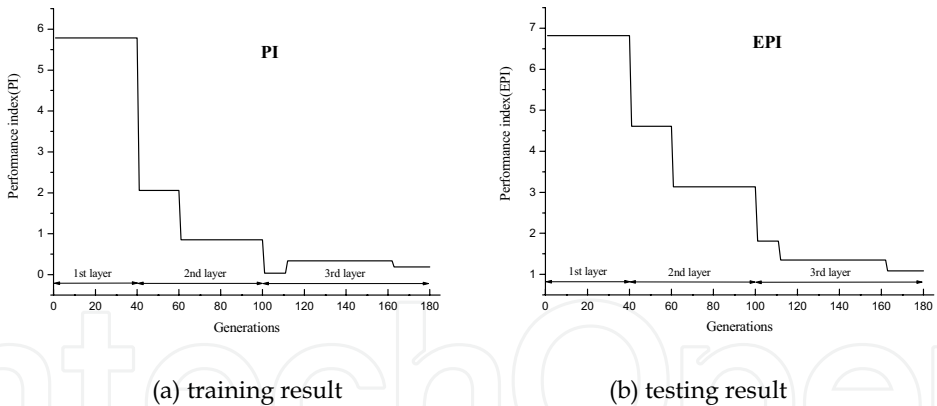 PI
Performance index(PI)
6
5
4
3
2
1
0
1st layer 2nd layer 3rd layer
0 20 40 60 80 100 120 140 160 180
Generations
(a) training result
EPI
Performance index(EPI)
7
6
5
4
3
2
1
1st layer 2nd layer 3rd layer
0 20 40 60 80 100 120 140 160 180
Generations
(b) testing result
ntechOpen